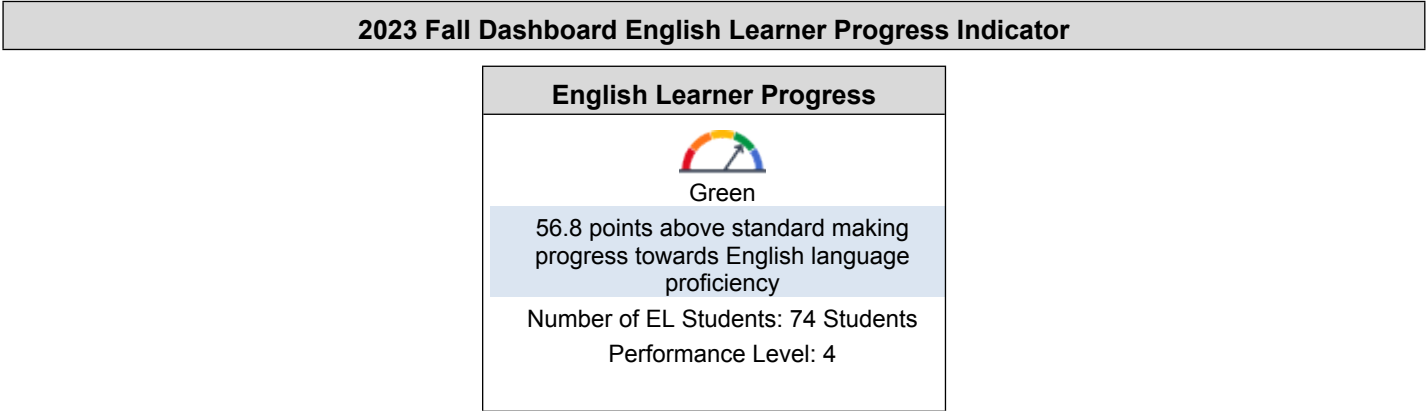 2023 Fall Dashboard English Learner Progress Indicator
English Learner Progress
Green
56.8 points above standard making
progress towards English language
proficiency
Number of EL Students: 74 Students
Performance Level: 4